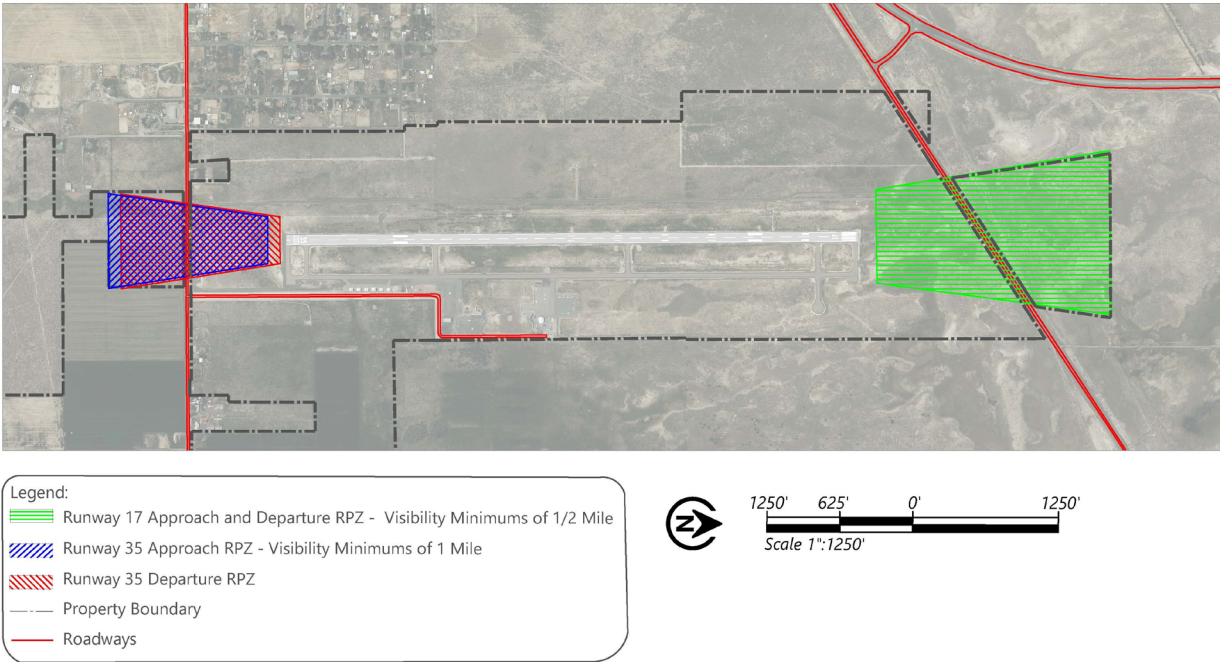 Legend:
Runway 17 Approach and Departure RPZ - Visibility Minimums of 1/2 Mile
Runway 35 Approach RPZ - Visibility Minimums of 1 Mile
Runway 35 Departure RPZ
Property Boundary
Roadways
N
1250' 625' 0' 1250'
Scale 1":1250'